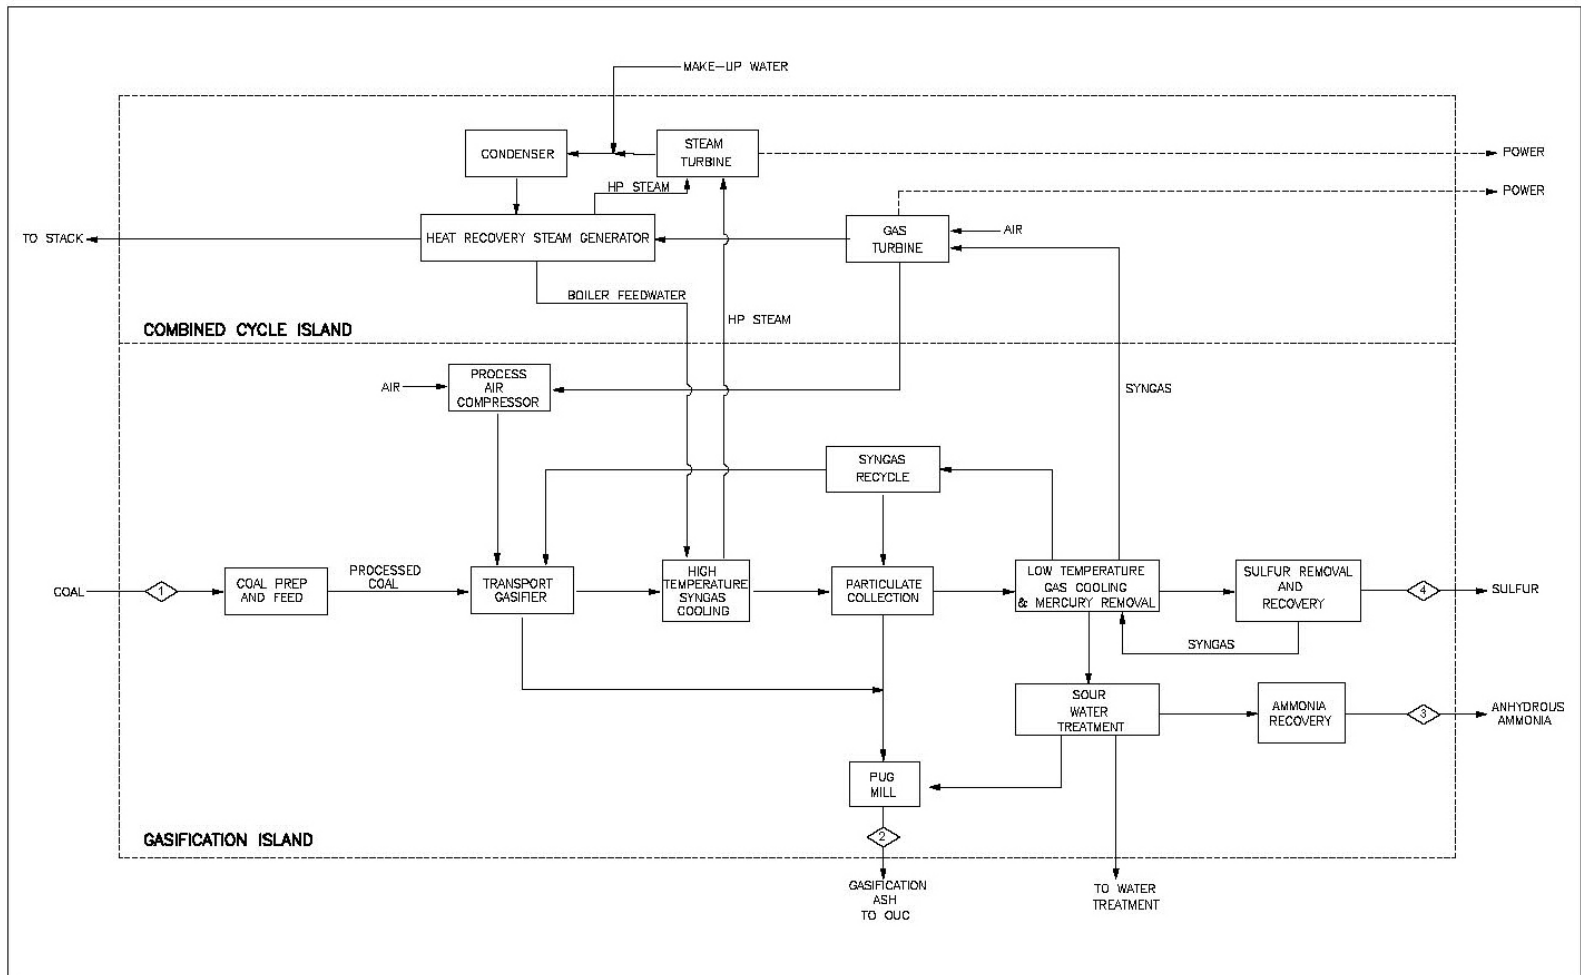 MAKE-UP WATER
CONDENSER
STEAM
TURBINE
POWER
HP STEAM
POWER
TO STACK
HEAT RECOVERY STEAM GENERATOR
GAS
TURBINE
AIR
BOILER FEEDWATER
HP STEAM
COMBINED CYCLE ISLAND
AIR
PROCESS
AIR
COMPRESSOR
SYNGAS
SYNGAS
RECYCLE
COAL
1
COAL PREP
AND FEED
PROCESSED
COAL
TRANSPORT
GASIFIER
HIGH
TEMPERATURE
SYNGAS
COOLING
PARTICULATE
COLLECTION
LOW TEMPERATURE
GAS COOLING
& MERCURY REMOVAL
SULFUR REMOVAL
AND
RECOVERY
4
SULFUR
SYNGAS
SOUR
WATER
TREATMENT
AMMONIA
RECOVERY
3
ANHYDROUS
AMMONIA
PUG
MILL
2
GASIFICATION ISLAND
GASIFICATION
ASH
TO OUC
TO WATER
TREATMENT